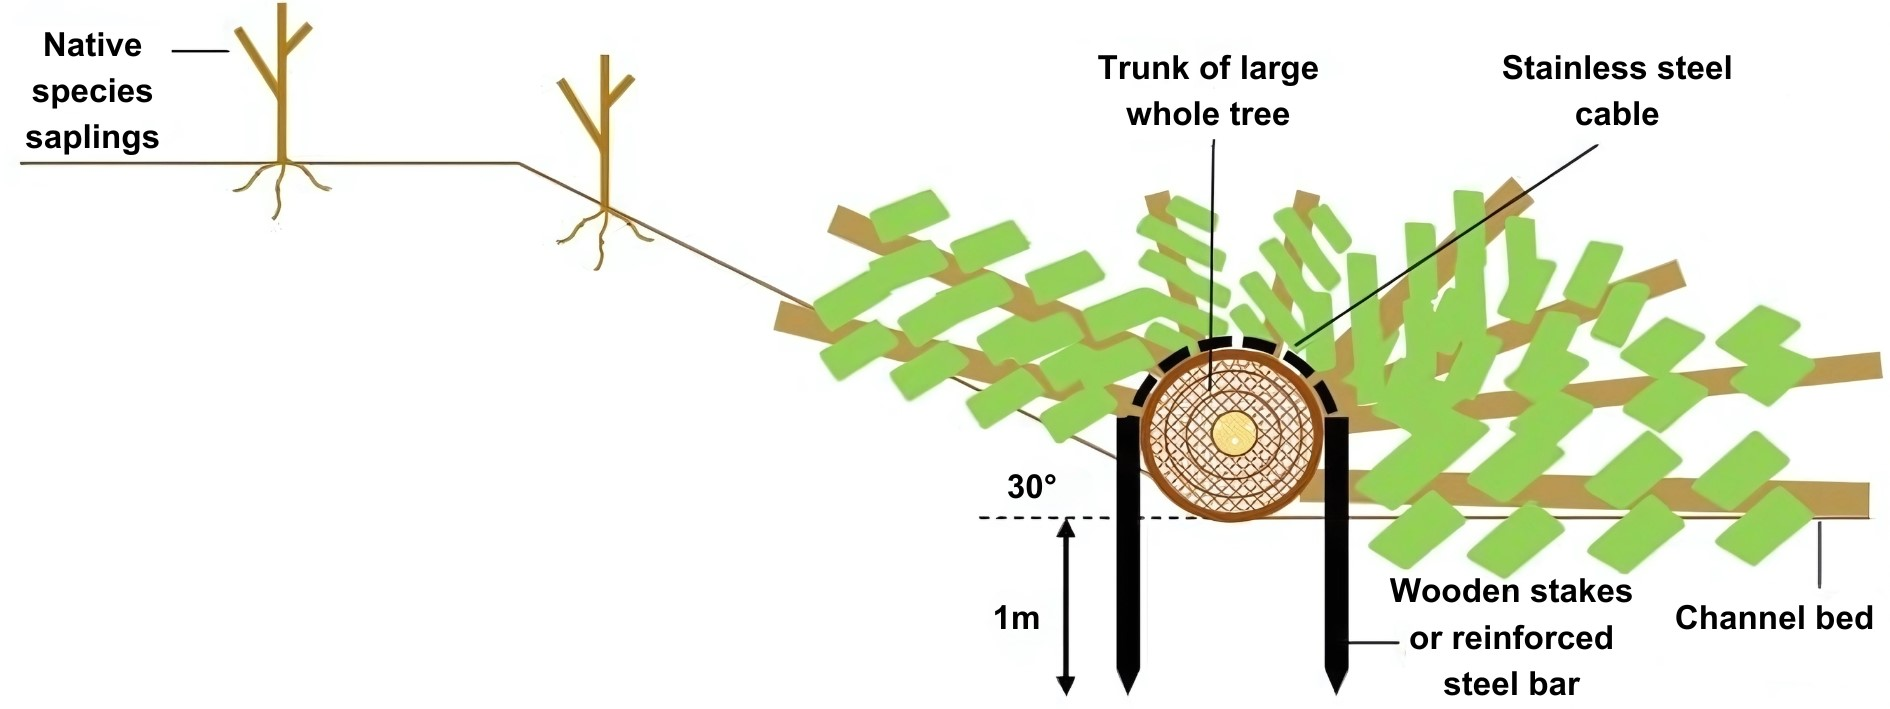 Native
species
saplings
Trunk of large
whole tree
Stainless steel
cable
30°
1m
Wooden stakes
or reinforced
steel bar
Channel bed